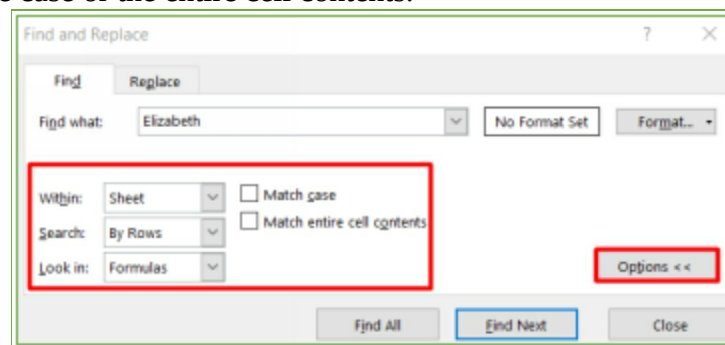 e case or the entire cell contents.
Find and Replace ? ×
Find Replace
Find what: Elizabeth No Format Set Format...
Within: Sheet Match case
Match entire cell contents
Search: By Rows
Look in: Formulas Options <<
Find All Find Next Close